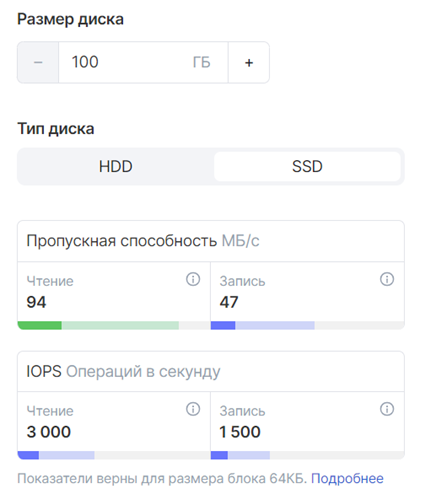 Размер диска
− 100 ГБ +
Тип диска
HDD SSD
Пропускная способность МБ/с
Чтение Запись
94 47
IOPS Операций в секунду
Чтение Запись
3 000 1 500
Показатели верны для размера блока 64КБ. Подробнее